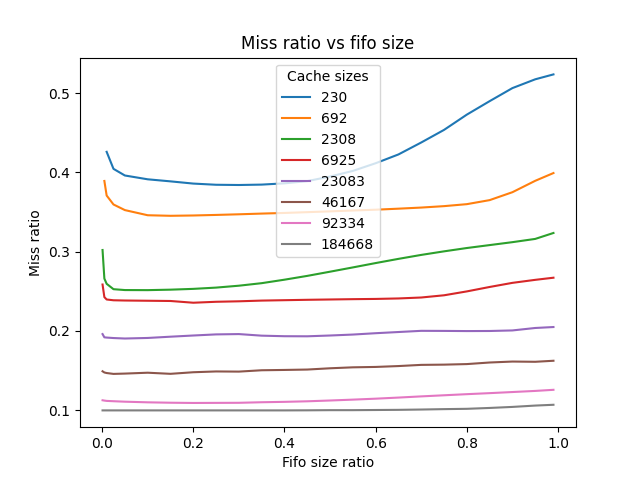 Miss ratio vs fifo size
Cache sizes
230
692
2308
6925
23083
46167
92334
184668
Miss ratio
0.5
0.4
0.3
0.2
0.1
0.0 0.2 0.4 0.6 0.8 1.0
Fifo size ratio